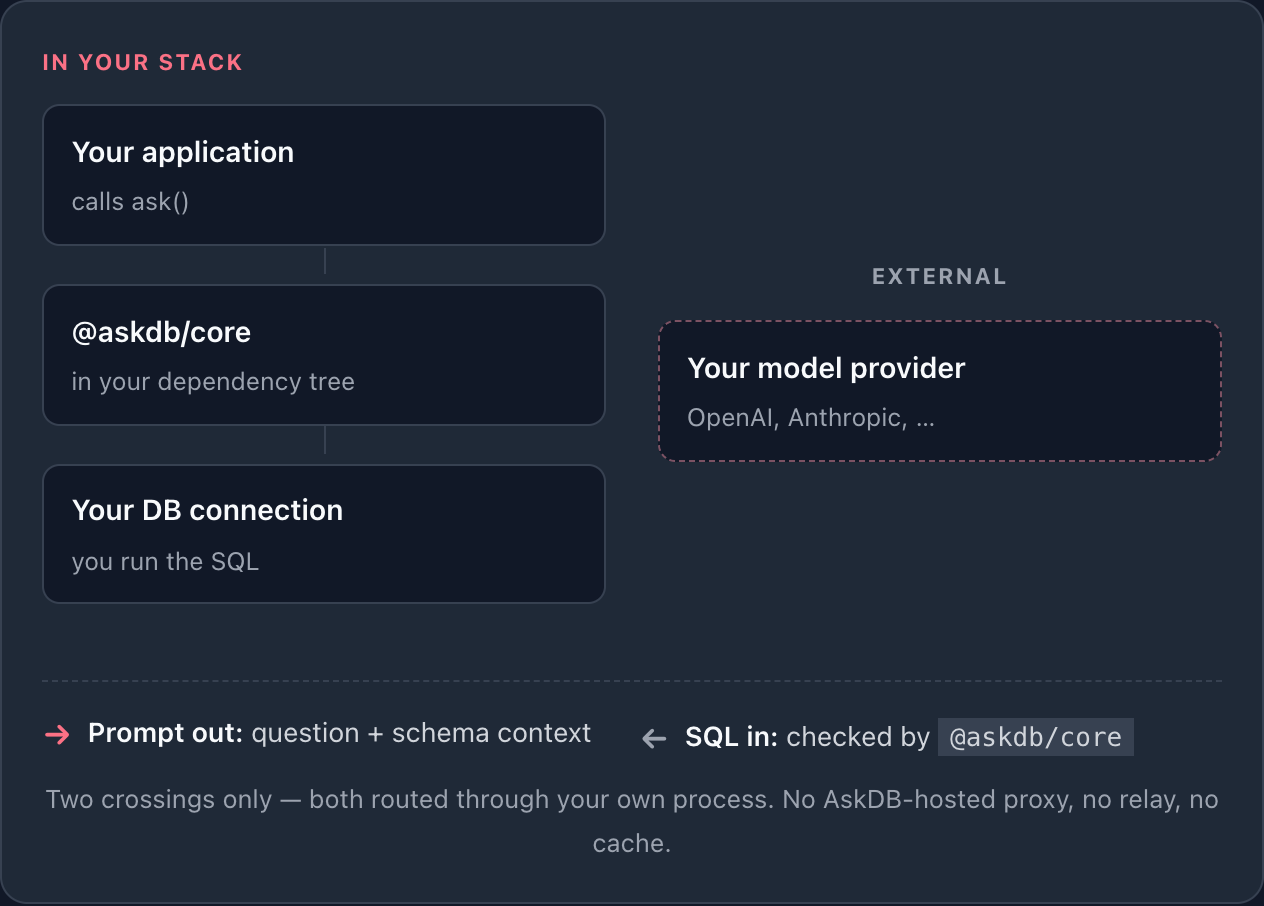 IN YOUR STACK
Your application
calls ask()
@askdb/core
in your dependency tree
Your DB connection
you run the SQL
EXTERNAL
Your model provider
OpenAI, Anthropic, …
→ Prompt out: question + schema context
← SQL in: checked by @askdb/core
Two crossings only — both routed through your own process. No AskDB-hosted proxy, no relay, no
cache.